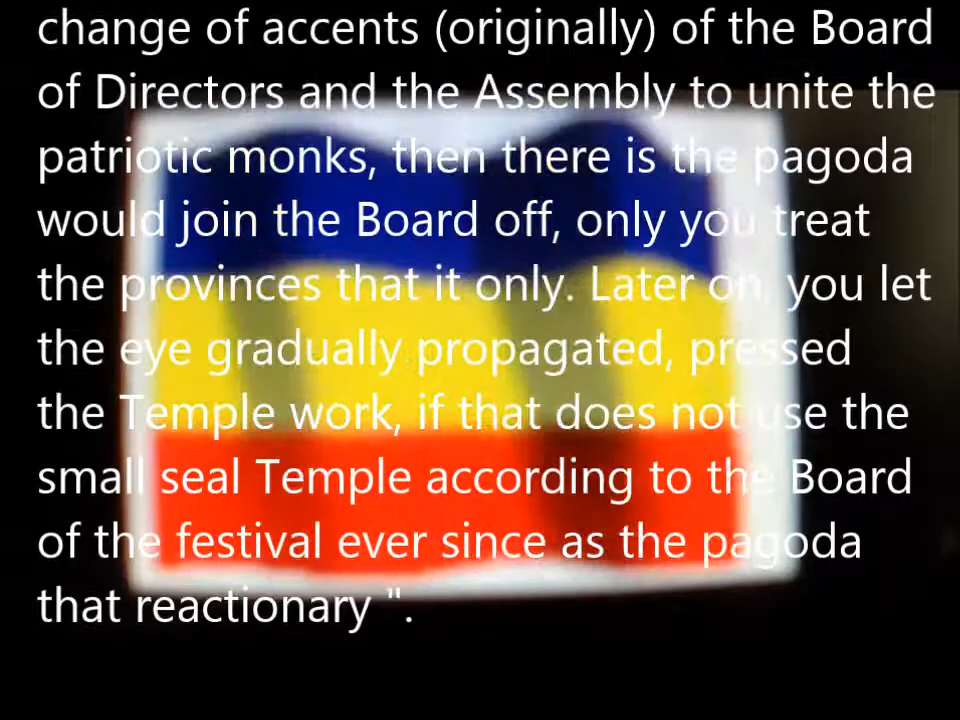 change of accents (originally) of the Board
of Directors and the Assembly to unite the
patriotic monks, then there is the pagoda
would join the Board off, only you treat
the provinces that it only. Later on, you let
the eye gradually propagated, pressed
the Temple work, if that does not use the
small seal Temple according to the Board
of the festival ever since as the pagoda
that reactionary ".